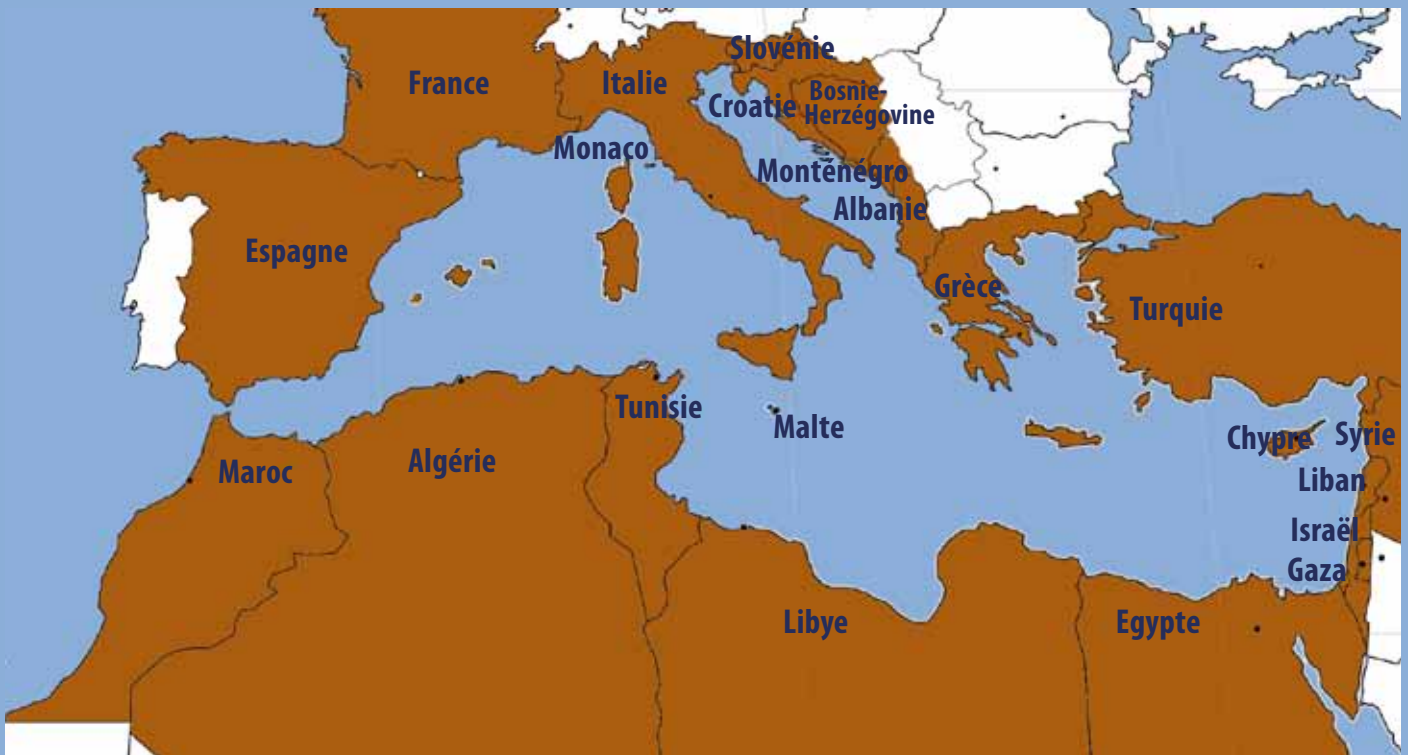 Slovénie
France
Italie
Bosnie-
Herzégovine
Croatie
Monaco
Monténégro
Albanie
Espagne
Grèce
Turquie
Tunisie
Malte
Chypre
Syrie
Maroc
Algérie
Liban
Israël
Gaza
Libye
Egypte